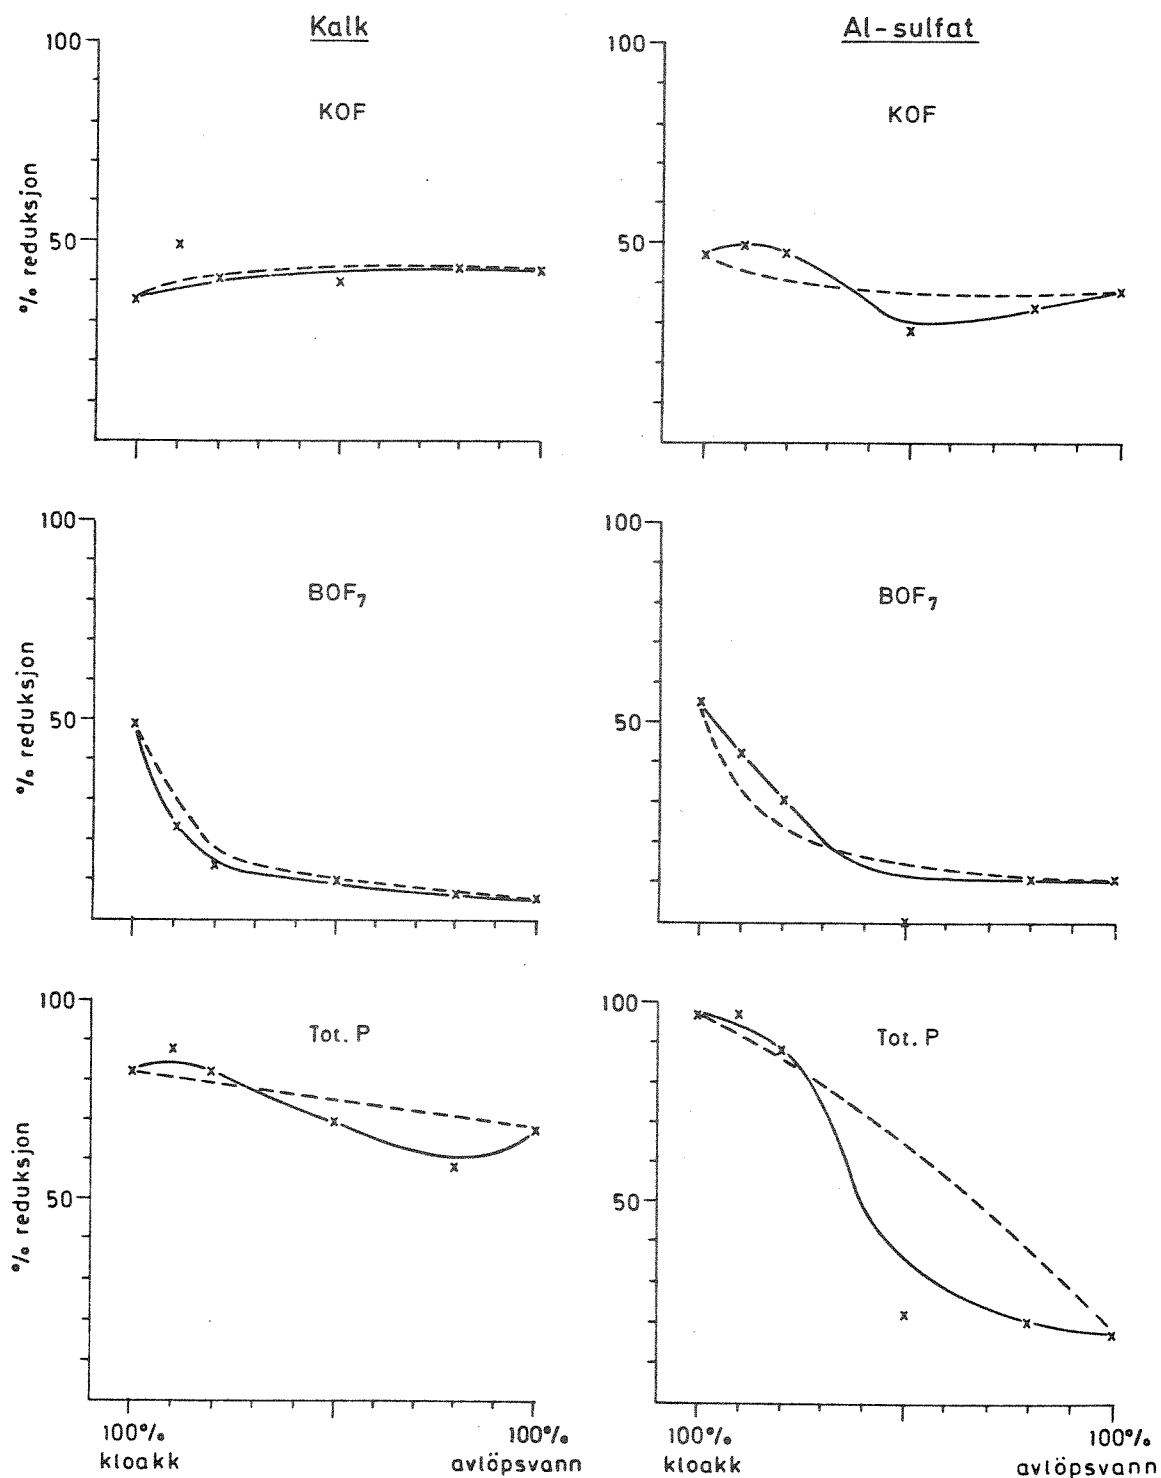 Kalk
Al-sulfat
100
KOF
% reduksjon
50
100
KOF
50
100
BOF₇
% reduksjon
50
100
BOF₇
50
100
Tot. P
% reduksjon
50
100%
kloakk
100%
avlöpsvann
100
Tot. P
50
100%
kloakk
100%
avlöpsvann